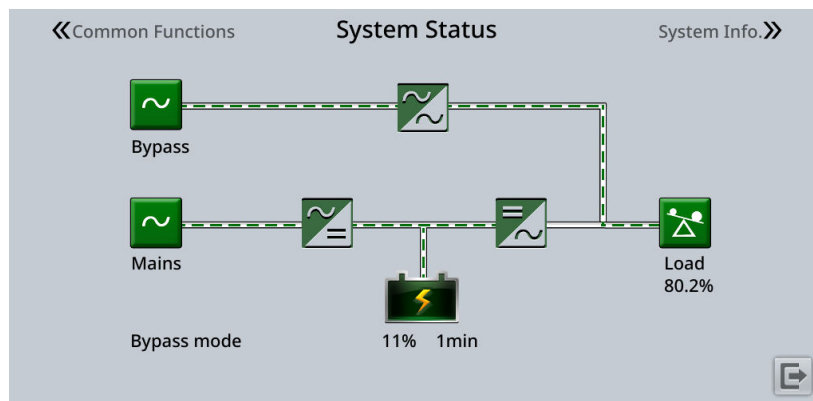 Common Functions
System Status
System Info.
Bypass
Mains
Load
80.2%
Bypass mode
11% 1min